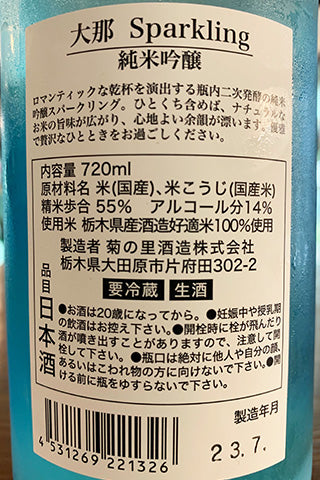 大那 Sparkling
純米吟醸
ロマンティックな乾杯を演出する瓶内二次発酵の純米
吟醸スパークリング。ひとくち含めば、ナチュラルな
お米の旨味が広がり、心地よい余韻が漂います。優雅
で贅沢なひとときをお過ごしください。
内容量 720ml
原材料名 米(国産)、米こうじ(国産米)
精米歩合 55% アルコール分14%
使用米 栃木県産酒造好適米100%使用
製造者 菊の里酒造株式会社
栃木県大田原市片府田302-2
要冷蔵 生酒
品目 日本酒
●お酒は20歳になってから。●妊娠中や授乳期
の飲酒はお控え下さい。●開栓時に栓が飛んだり
酒が噴き出すことがありますので、注意して開
栓して下さい。●瓶口は絶対に他人や自分の顔、
あるいはこわれ物の方に向けないで下さい。●開
ける前に瓶をゆすらないで下さい。
製造年月
23.7.
4 531269 221326